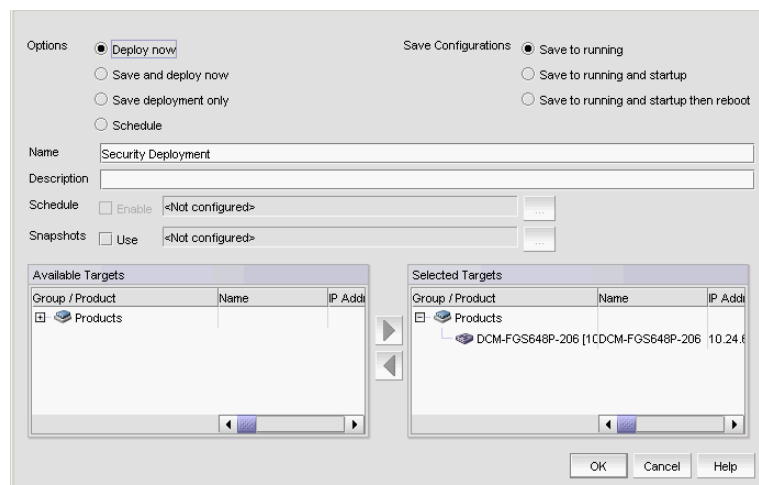 Options Deploy now Save Configurations Save to running
Save and deploy now Save to running and startup
Save deployment only Save to running and startup then reboot
Schedule
Name Security Deployment
Description
Schedule Enable <Not configured> ...
Snapshots Use <Not configured> ...
Available Targets Selected Targets
Group / Product Name IP Addr Group / Product Name IP Addr
Products Products
DCM-FGS648P-206 [10 DCM-FGS648P-206 10.24.6
OK Cancel Help